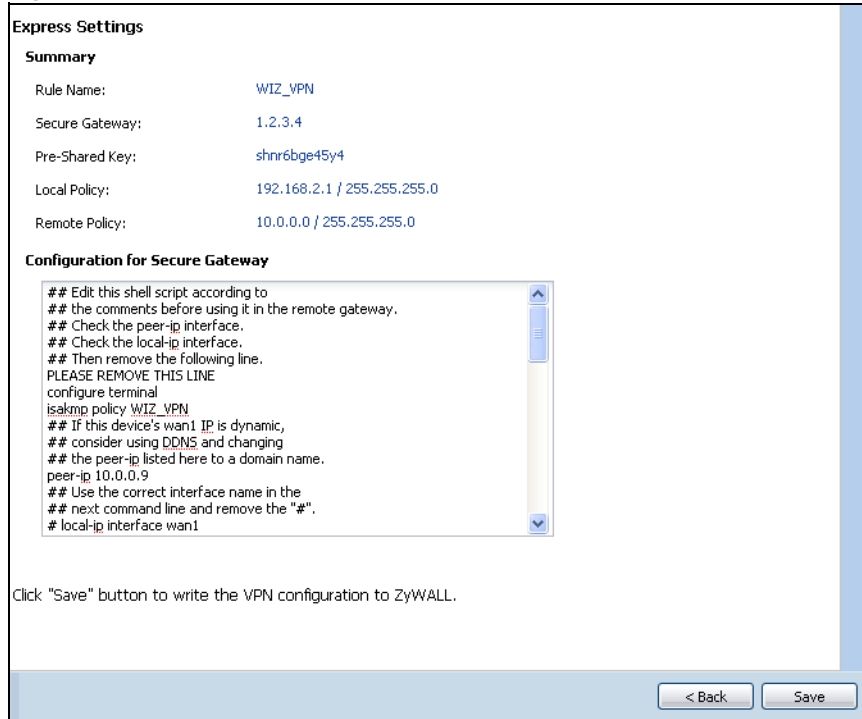 Express Settings
Summary
Rule Name: WIZ_VPN
Secure Gateway: 1.2.3.4
Pre-Shared Key: shnr6bge45y4
Local Policy: 192.168.2.1 / 255.255.255.0
Remote Policy: 10.0.0.0 / 255.255.255.0
Configuration for Secure Gateway
## Edit this shell script according to
## the comments before using it in the remote gateway.
## Check the peer-ip interface.
## Check the local-ip interface.
## Then remove the following line.
PLEASE REMOVE THIS LINE
configure terminal
isakmp policy WIZ_VPN
## If this device's wan1 IP is dynamic,
## consider using DDNS and changing
## the peer-ip listed here to a domain name.
peer-ip 10.0.0.9
## Use the correct interface name in the
## next command line and remove the "#".
# local-ip interface wan1
Click "Save" button to write the VPN configuration to ZyWALL.
< Back Save